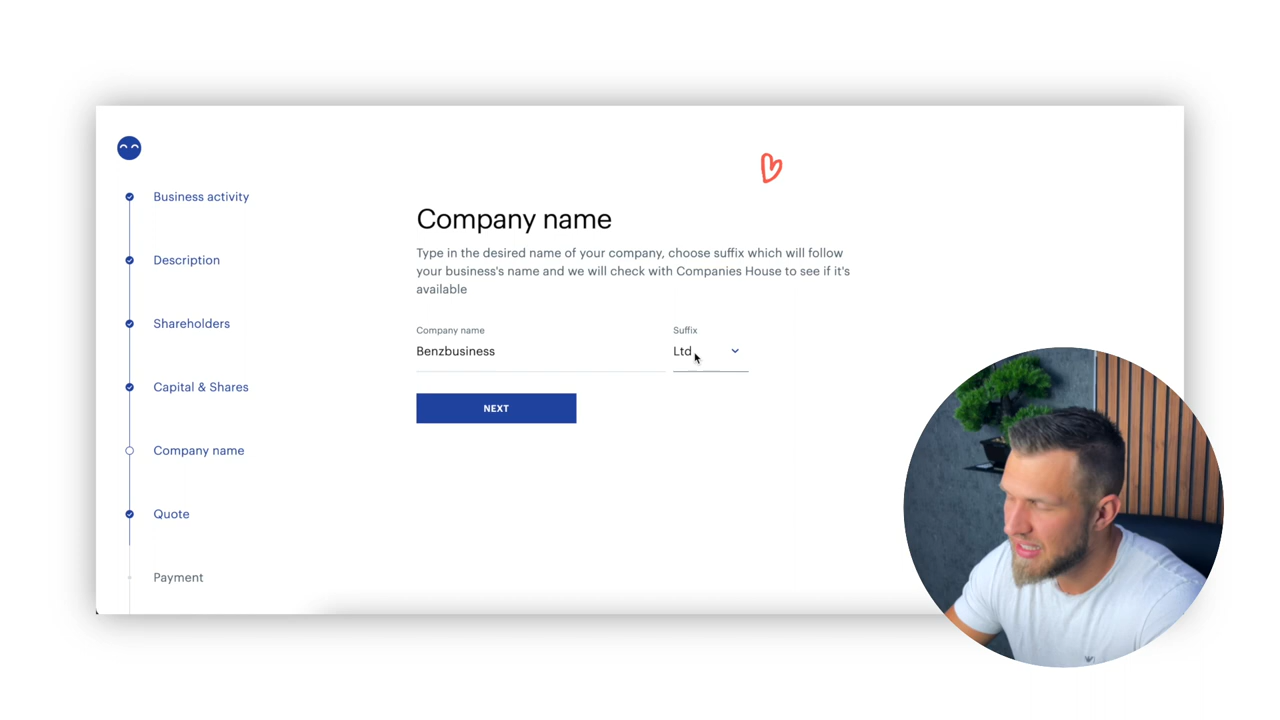 Business activity
Description
Shareholders
Capital & Shares
Company name
Quote
Payment
Company name
Type in the desired name of your company, choose suffix which will follow
your business's name and we will check with Companies House to see if it's
available
Company name
Suffix
Benzbusiness
Ltd
NEXT